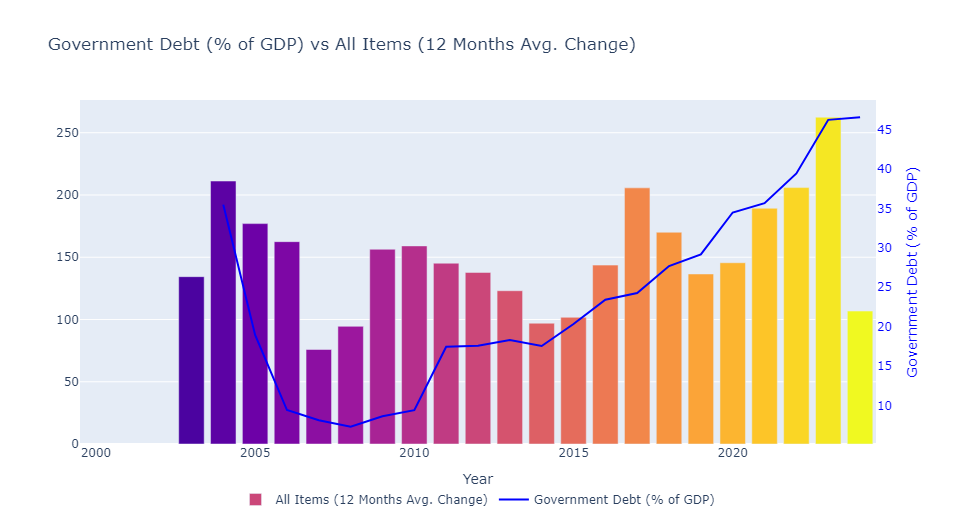 Government Debt (% of GDP) vs All Items (12 Months Avg. Change)
250
200
150
100
50
0
45
40
35
30
25
20
15
10
Government Debt (% of GDP)
2000 2005 2010 2015 2020
Year
All Items (12 Months Avg. Change) Government Debt (% of GDP)